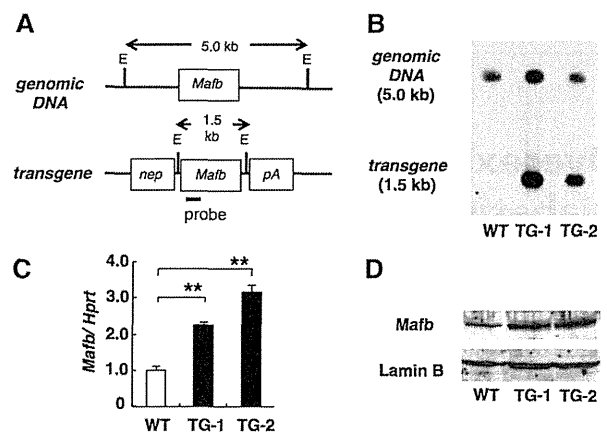 A
E
5.0 kb
E
genomic
DNA
Mafb
1.5
kb
E
E
transgene
nep
Mafb
pA
probe
B
genomic
DNA
(5.0 kb)
transgene
(1.5 kb)
WT TG-1 TG-2
C
Mafb/ Hprt
4.0
3.0
2.0
1.0
0
**
**
WT TG-1 TG-2
D
Mafb
Lamin B
WT TG-1 TG-2